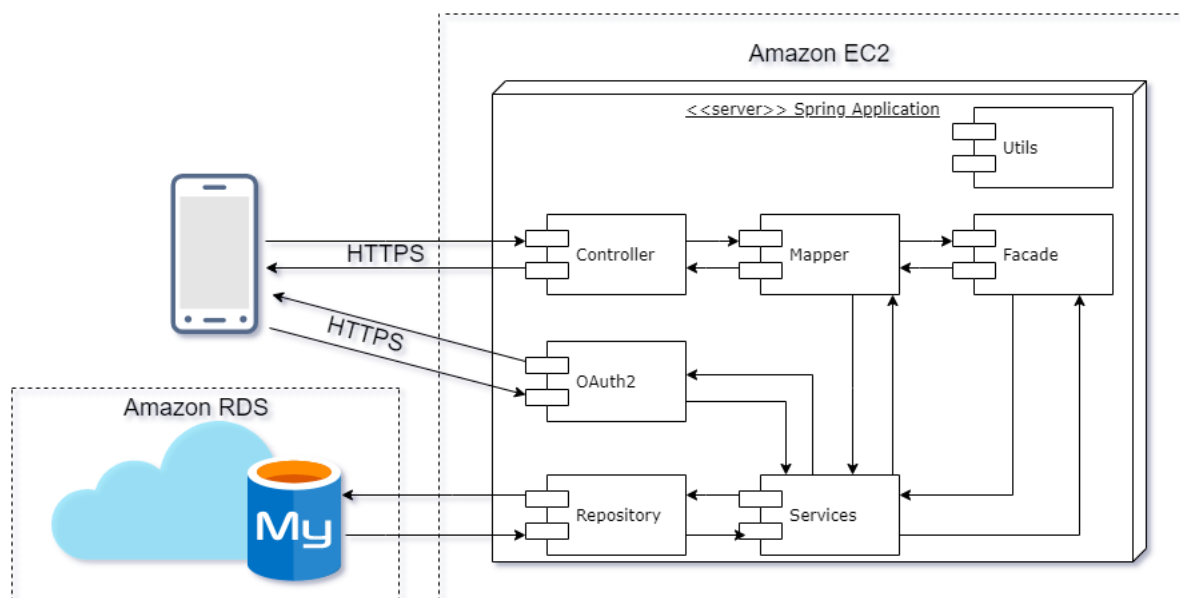 Amazon EC2
<<server>> Spring Application
Utils
HTTPS
Controller
Mapper
Facade
HTTPS
OAuth2
Amazon RDS
My
Repository
Services